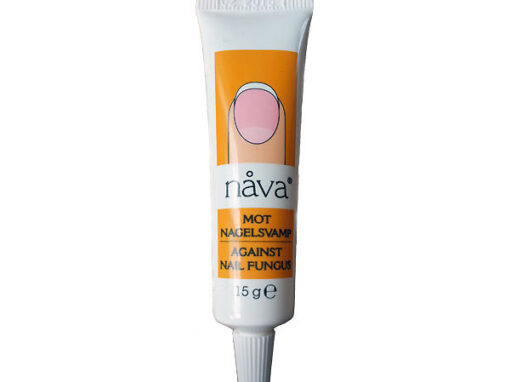 nåva®
MOT
NAGELSVAMP
AGAINST
NAIL FUNGUS
15 g ℮